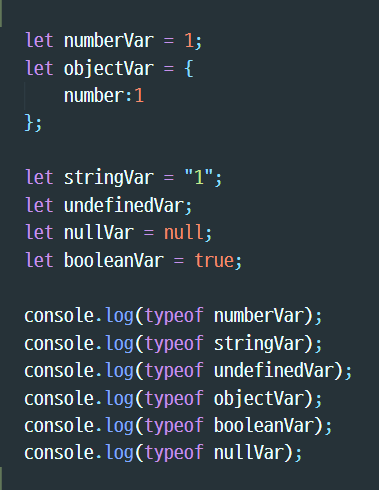 let numberVar = 1;
let objectVar = {
    number:1
};
let stringVar = "1";
let undefinedVar;
let nullVar = null;
let booleanVar = true;
console.log(typeof numberVar);
console.log(typeof stringVar);
console.log(typeof undefinedVar);
console.log(typeof objectVar);
console.log(typeof booleanVar);
console.log(typeof nullVar);